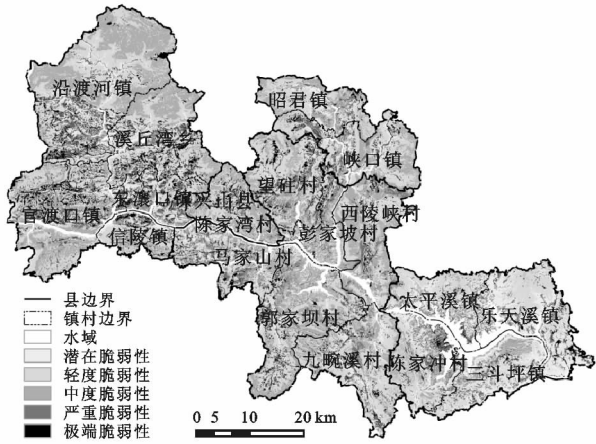 沿渡河镇
昭君镇
溪丘湾乡
峡口镇
望社村
东瀼口镇
巫山县
官渡口镇
西陵峡村
陈家湾村
信陵镇
彭家坡村
马家山村
太平溪镇
乐天溪镇
郭家坝村
九畹溪村
陈家冲村
三斗坪镇
县边界
镇村边界
水域
潜在脆弱性
轻度脆弱性
中度脆弱性
严重脆弱性
极端脆弱性
0 5 10 20 km